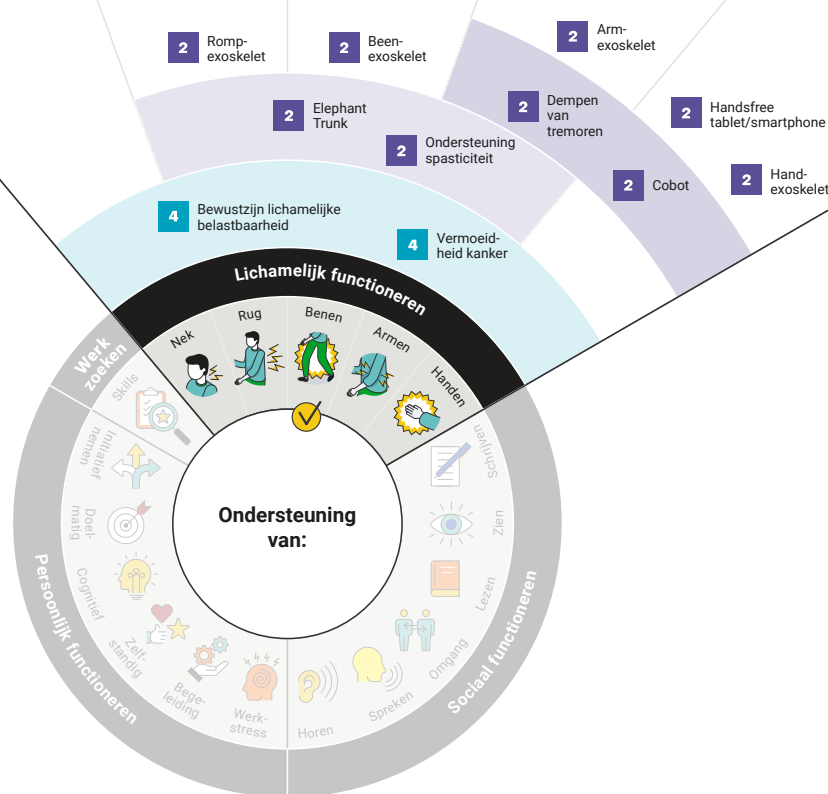 2
Romp-
exoskelet
2
Been-
exoskelet
2
Arm-
exoskelet
2
Elephant
Trunk
2
Dempen
van
tremoren
2
Handsfree
tablet/smartphone
2
Ondersteuning
spasticiteit
2
Cobot
2
Hand-
exoskelet
4
Bewustzijn lichamelijke
belastbaarheid
4
Vermoeid-
heid kanker
Lichamelijk functioneren
Nek
Rug
Benen
Armen
Handen
Werk
zoeken
Skills
Initiatief
nemen
Doel-
matig
Cognitief
Zelf-
standig
Bege-
leiding
Werk-
stress
Persoonlijk functioneren
Schrijven
Zien
Lezen
Omgang
Spreken
Horen
Sociaal functioneren
Ondersteuning
van: